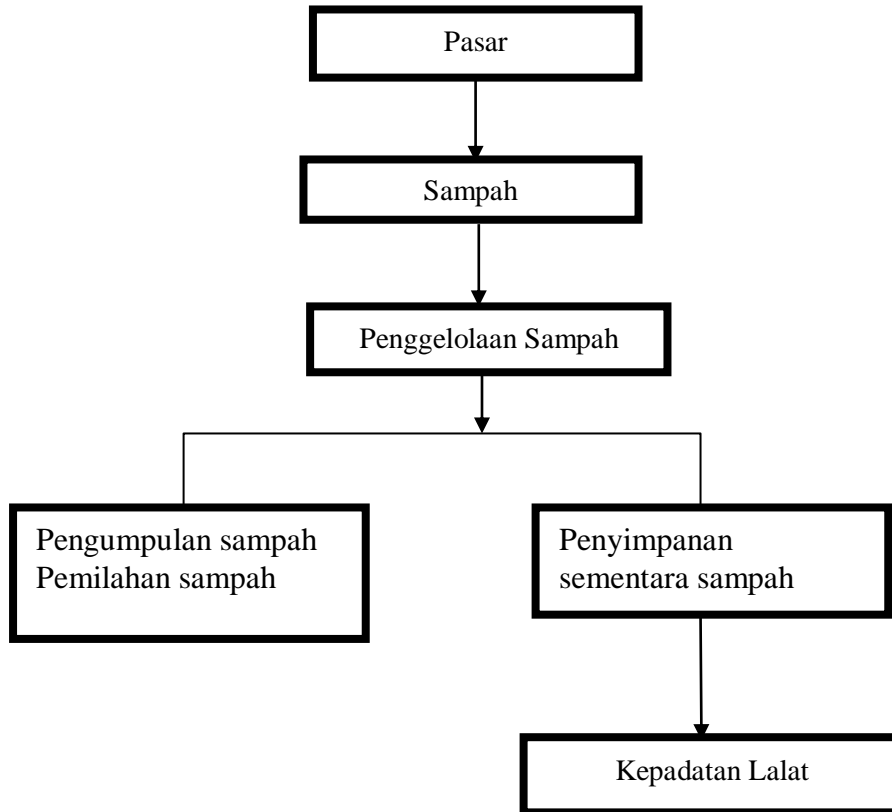 Pasar
Sampah
Penggelolaan Sampah
Pengumpulan sampah
Pemilahan sampah
Penyimpanan
sementara sampah
Kepadatan Lalat